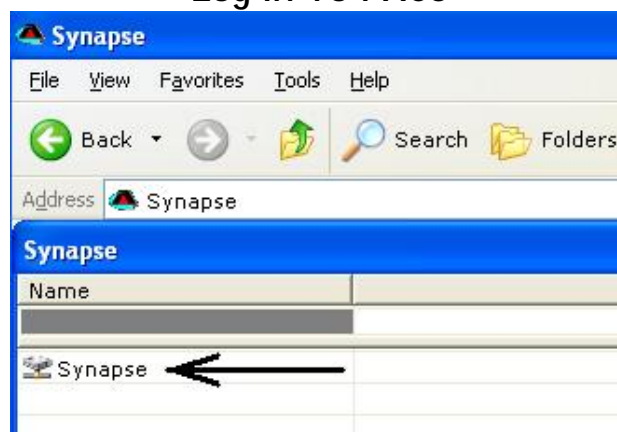 Synapse
File View Favorites Tools Help
Back Search Folders
Address Synapse
Synapse
Name
Synapse